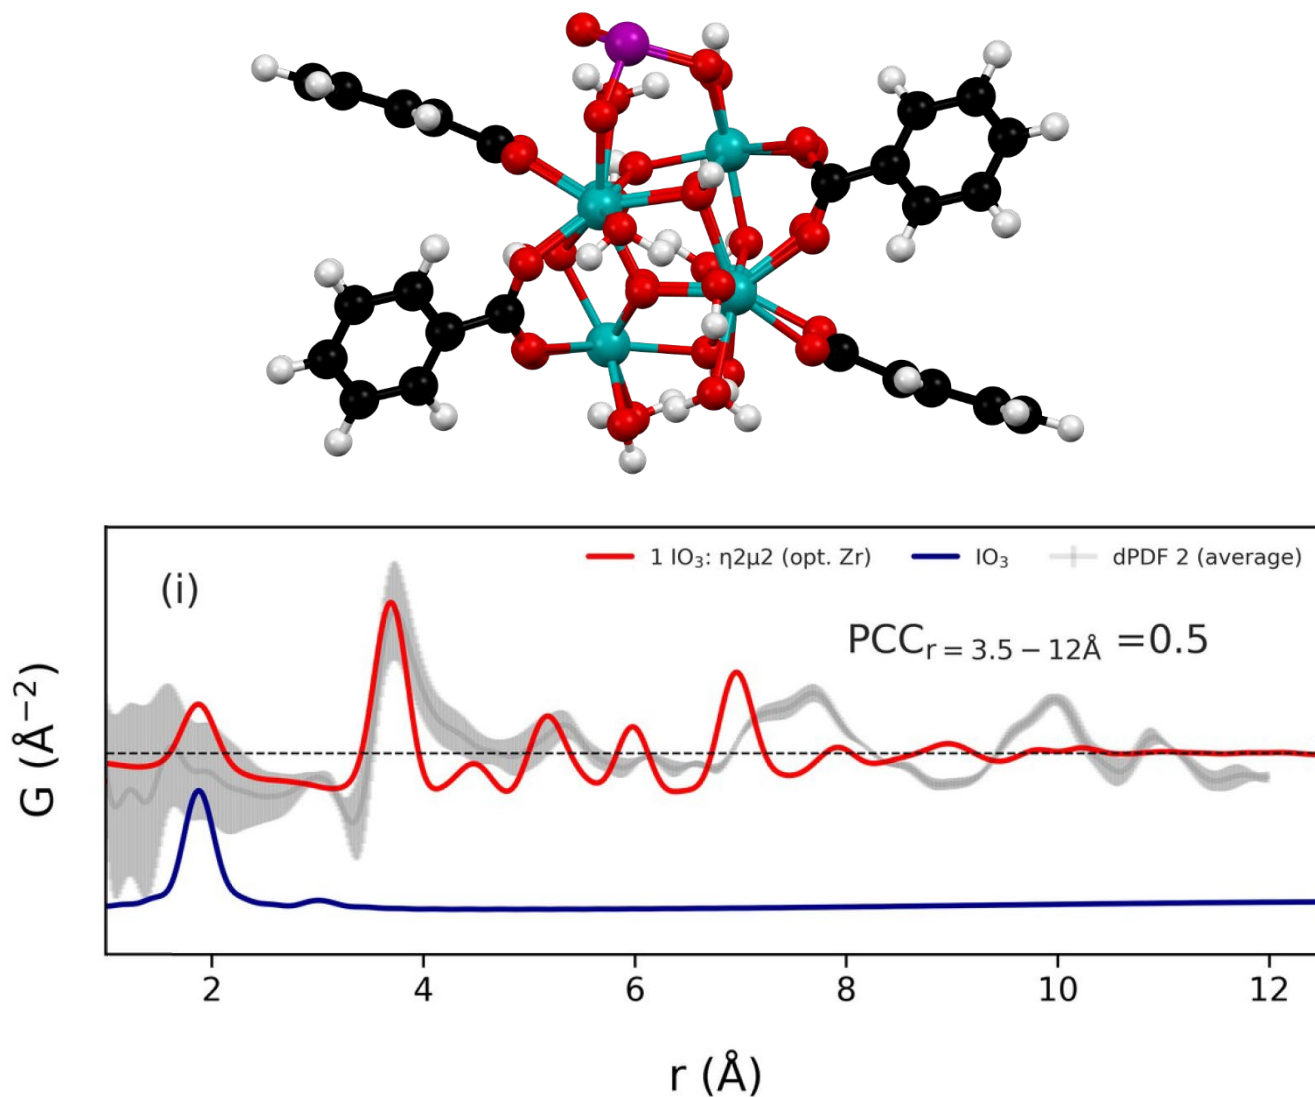 1 IO₃: η2μ2 (opt. Zr) IO₃ dPDF 2 (average)
(i)
PCCᵣ ₌ ₃.₅ ₋ ₁₂Å =0.5
G (Å⁻²)
2 4 6 8 10 12
r (Å)